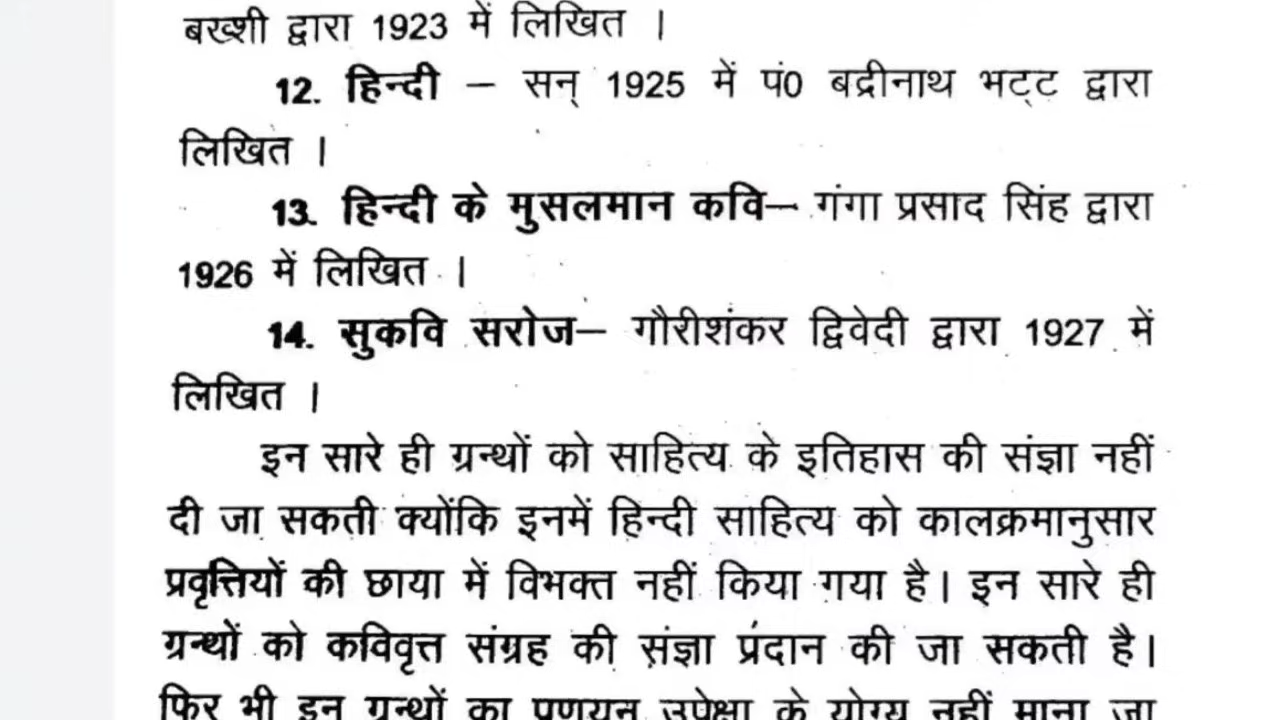 बख्शी द्वारा 1923 में लिखित ।
12. हिन्दी – सन् 1925 में पं0 बद्रीनाथ भट्ट द्वारा
लिखित ।
13. हिन्दी के मुसलमान कवि– गंगा प्रसाद सिंह द्वारा
1926 में लिखित ।
14. सुकवि सरोज– गौरीशंकर द्विवेदी द्वारा 1927 में
लिखित ।
इन सारे ही ग्रन्थों को साहित्य के इतिहास की संज्ञा नहीं
दी जा सकती क्योंकि इनमें हिन्दी साहित्य को कालक्रमानुसार
प्रवृत्तियों की छाया में विभक्त नहीं किया गया है। इन सारे ही
ग्रन्थों को कविवृत्त संग्रह की संज्ञा प्रदान की जा सकती है।
फिर भी इन ग्रन्थों का प्रणयन उपेक्षा के योग्य नहीं माना जा